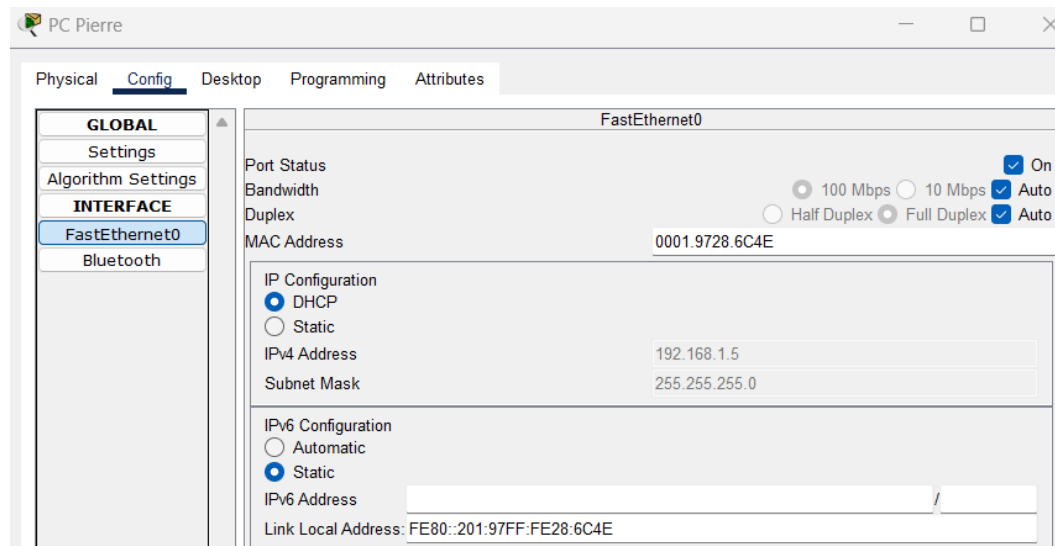 PC Pierre
Physical Config Desktop Programming Attributes
GLOBAL
Settings
Algorithm Settings
INTERFACE
FastEthernet0
Bluetooth
FastEthernet0
Port Status On
Bandwidth 100 Mbps 10 Mbps Auto
Duplex Half Duplex Full Duplex Auto
MAC Address 0001.9728.6C4E
IP Configuration
DHCP
Static
IPv4 Address 192.168.1.5
Subnet Mask 255.255.255.0
IPv6 Configuration
Automatic
Static
IPv6 Address /
Link Local Address: FE80::201:97FF:FE28:6C4E